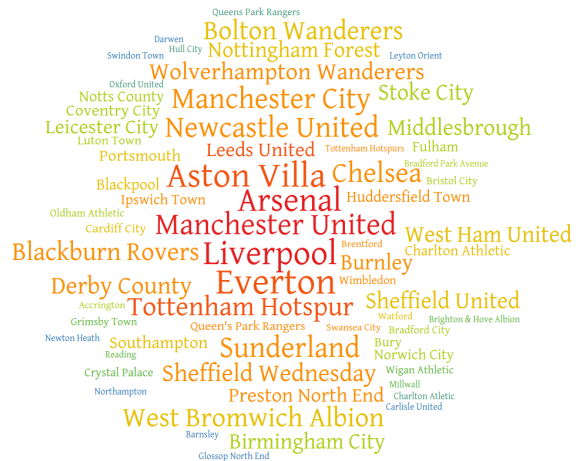 Queens Park Rangers
Bolton Wanderers
Darwen
Hull City
Nottingham Forest
Swindon Town
Leyton Orient
Wolverhampton Wanderers
Oxford United
Notts County
Manchester City
Stoke City
Coventry City
Leicester City
Newcastle United
Middlesbrough
Luton Town
Leeds United
Tottenham Hotspurs
Fulham
Portsmouth
Aston Villa
Chelsea
Bradford Park Avenue
Blackpool
Bristol City
Ipswich Town
Arsenal
Huddersfield Town
Oldham Athletic
Manchester United
Cardiff City
West Ham United
Blackburn Rovers
Liverpool
Brentford
Charlton Athletic
Burnley
Derby County
Everton
Wimbledon
Accrington
Tottenham Hotspur
Sheffield United
Grimsby Town
Watford
Brighton & Hove Albion
Queen's Park Rangers
Swansea City
Bradford City
Newton Heath
Southampton
Sunderland
Bury
Reading
Norwich City
Crystal Palace
Sheffield Wednesday
Wigan Athletic
Northampton
Preston North End
Millwall
Charlton Atletic
West Bromwich Albion
Carlisle United
Barnsley
Birmingham City
Glossop North End